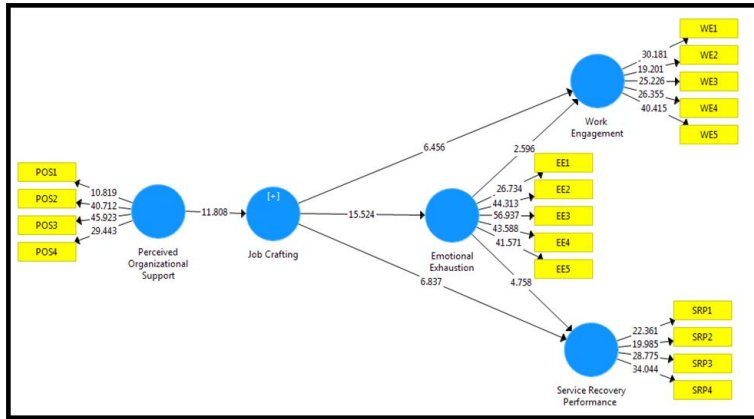 WE1
WE2
WE3
WE4
WE5
30.181
19.201
25.226
26.355
40.415
Work
Engagement
6.456
2.596
EE1
EE2
EE3
EE4
EE5
26.734
44.313
56.937
43.588
41.571
POS1
POS2
POS3
POS4
10.819
40.712
45.923
29.443
11.808
[+]
15.524
Perceived
Organizational
Support
Job Crafting
Emotional
Exhaustion
6.837
4.758
SRP1
SRP2
SRP3
SRP4
22.361
19.985
28.775
34.044
Service Recovery
Performance